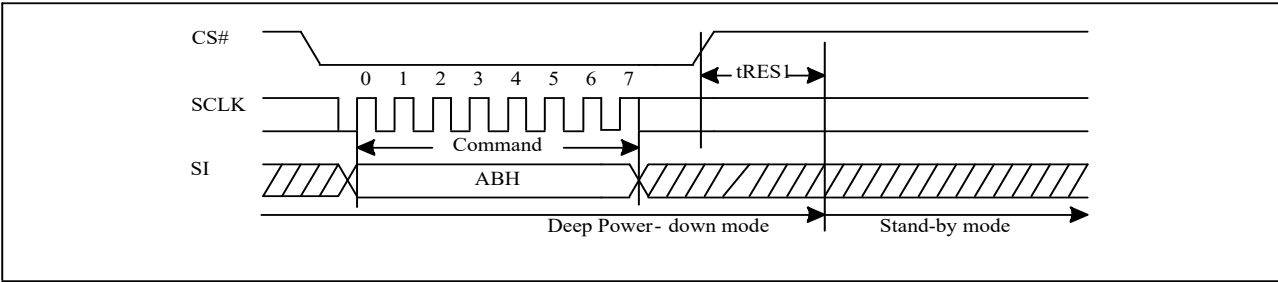 CS#
tRES1
0 1 2 3 4 5 6 7
SCLK
Command
SI
ABH
Deep Power- down mode
Stand-by mode